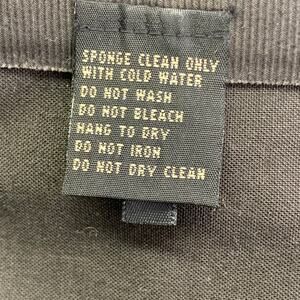 SPONGE CLEAN ONLY
WITH COLD WATER
DO NOT WASH
DO NOT BLEACH
HANG TO DRY
DO NOT IRON
DO NOT DRY CLEAN